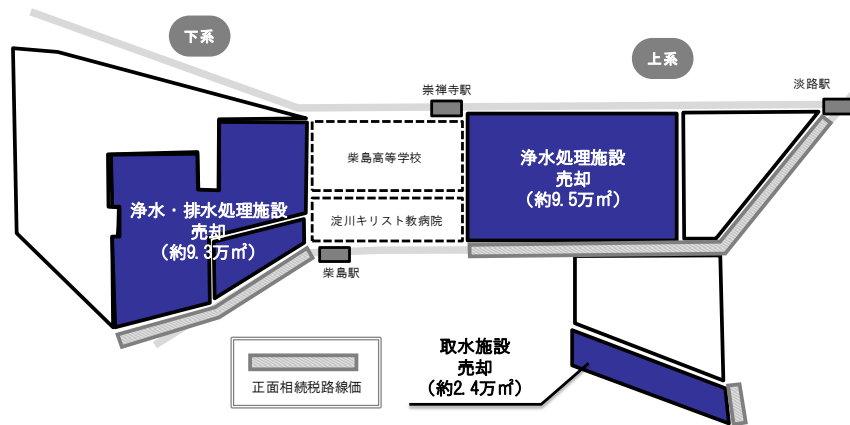 下系
上系
崇禅寺駅
淡路駅
柴島高等学校
浄水処理施設
売却
(約9.5万㎡)
浄水・排水処理施設
売却
(約9.3万㎡)
淀川キリスト教病院
柴島駅
取水施設
売却
(約2.4万㎡)
正面相続税路線価